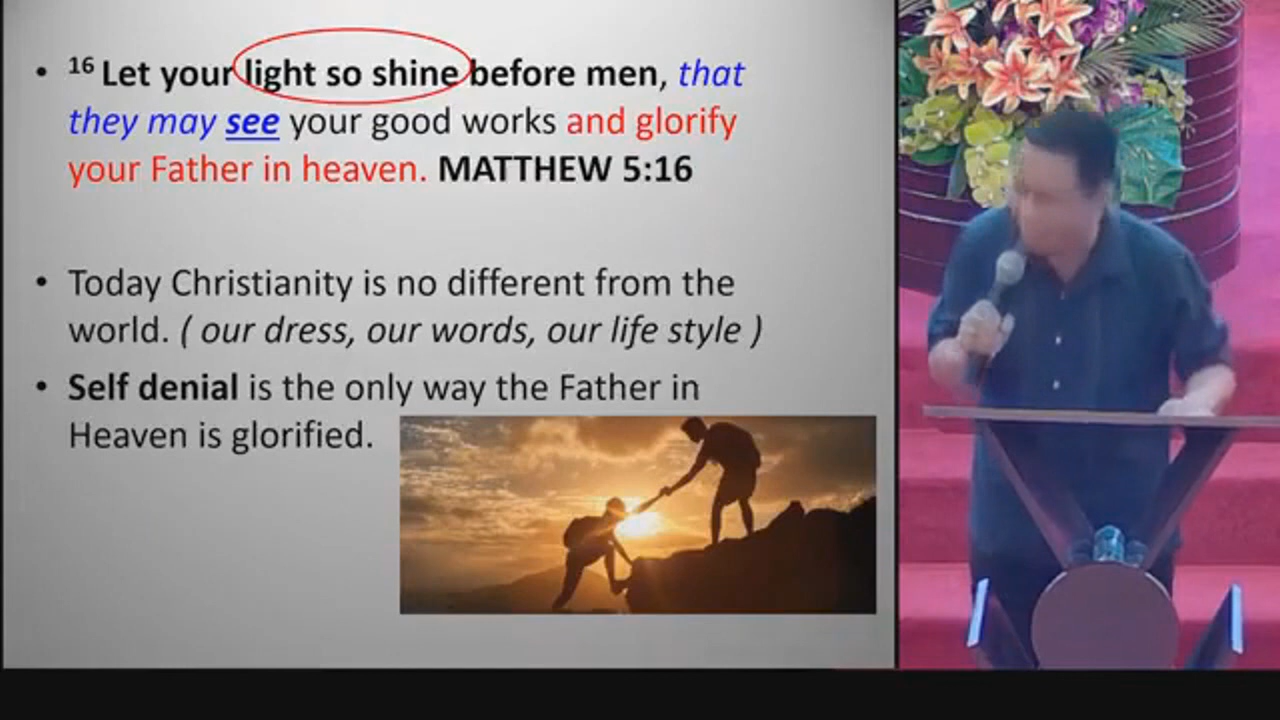 • 16 Let your light so shine before men, that
they may see your good works and glorify
your Father in heaven. MATTHEW 5:16
• Today Christianity is no different from the
world. ( our dress, our words, our life style )
• Self denial is the only way the Father in
Heaven is glorified.